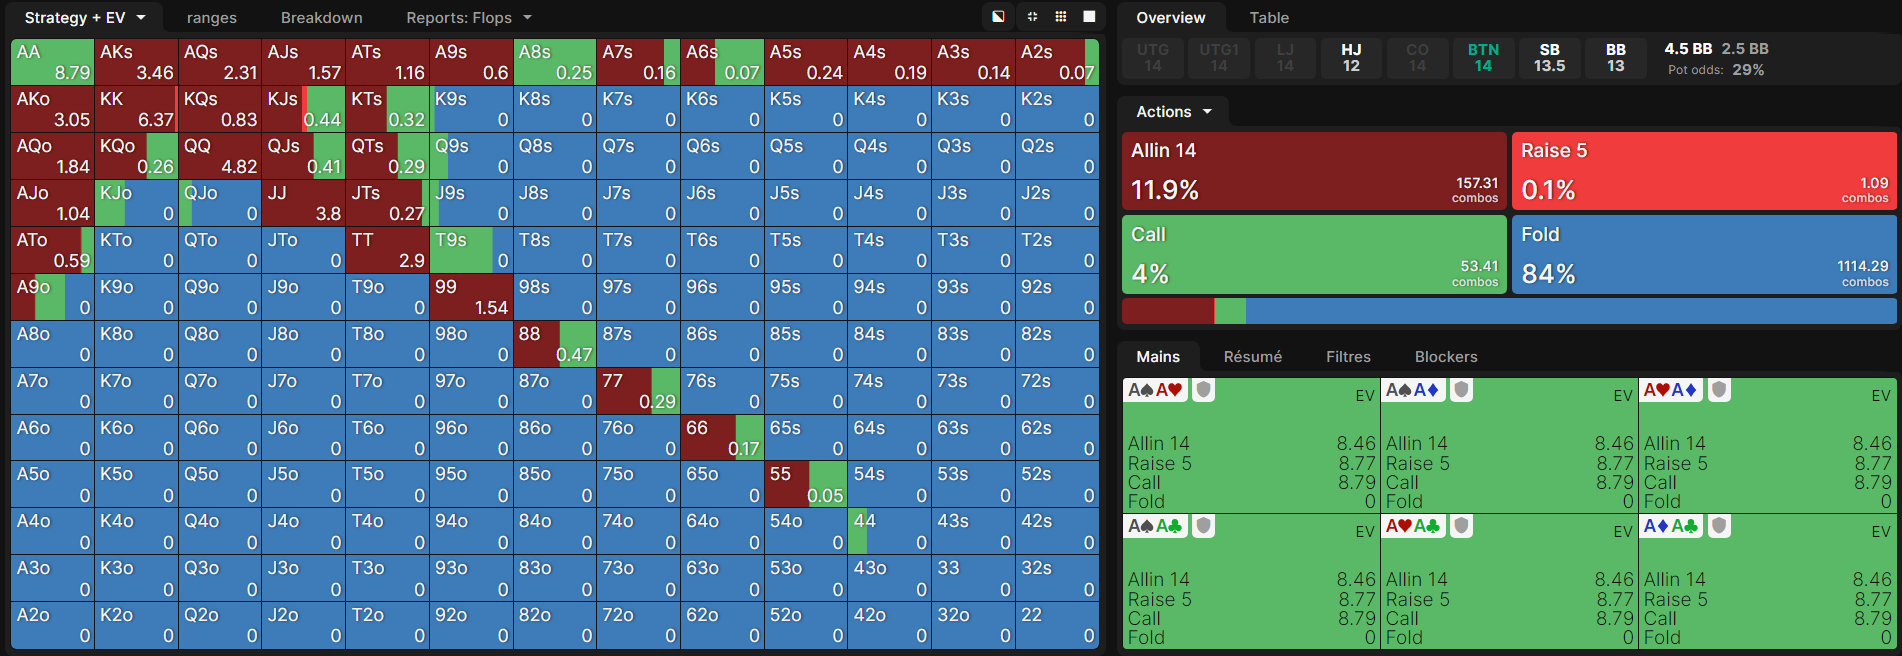 Strategy + EV ranges Breakdown Reports: Flops
AA 8.79 AKs 3.46 AQs 2.31 AJs 1.57 ATs 1.16 A9s 0.6 A8s 0.25 A7s 0.16 A6s 0.07 A5s 0.24 A4s 0.19 A3s 0.14 A2s 0.07
AKo 3.05 KK 6.37 KQs 0.83 KJs 0.44 KTs 0.32 K9s 0 K8s 0 K7s 0 K6s 0 K5s 0 K4s 0 K3s 0 K2s 0
AQo 1.84 KQo 0.26 QQ 4.82 QJs 0.41 QTs 0.29 Q9s 0 Q8s 0 Q7s 0 Q6s 0 Q5s 0 Q4s 0 Q3s 0 Q2s 0
AJo 1.04 KJo 0 QJo 0 JJ 3.8 JTs 0.27 J9s 0 J8s 0 J7s 0 J6s 0 J5s 0 J4s 0 J3s 0 J2s 0
ATo 0.59 KTo 0 QTo 0 JTo 0 TT 2.9 T9s 0 T8s 0 T7s 0 T6s 0 T5s 0 T4s 0 T3s 0 T2s 0
A9o 0 K9o 0 Q9o 0 J9o 0 T9o 0 99 1.54 98s 0 97s 0 96s 0 95s 0 94s 0 93s 0 92s 0
A8o 0 K8o 0 Q8o 0 J8o 0 T8o 0 98o 0 88 0.47 87s 0 86s 0 85s 0 84s 0 83s 0 82s 0
A7o 0 K7o 0 Q7o 0 J7o 0 T7o 0 97o 0 87o 0 77 0.29 76s 0 75s 0 74s 0 73s 0 72s 0
A6o 0 K6o 0 Q6o 0 J6o 0 T6o 0 96o 0 86o 0 76o 0 66 0.17 65s 0 64s 0 63s 0 62s 0
A5o 0 K5o 0 Q5o 0 J5o 0 T5o 0 95o 0 85o 0 75o 0 65o 0 55 0.05 54s 0 53s 0 52s 0
A4o 0 K4o 0 Q4o 0 J4o 0 T4o 0 94o 0 84o 0 74o 0 64o 0 54o 0 44 0 43s 0 42s 0
A3o 0 K3o 0 Q3o 0 J3o 0 T3o 0 93o 0 83o 0 73o 0 63o 0 53o 0 43o 0 33 0 32s 0
A2o 0 K2o 0 Q2o 0 J2o 0 T2o 0 92o 0 82o 0 72o 0 62o 0 52o 0 42o 0 32o 0 22 0
Overview Table
UTG UTG1 LJ HJ CO BTN SB BB 4.5 BB 2.5 BB
14 14 14 12 14 14 13.5 13 Pot odds: 29%
Actions
Allin 14 Raise 5
11.9% 157.31 combos 0.1% 1.09 combos
Call Fold
4% 53.41 combos 84% 1114.29 combos
Mains Résumé Filtres Blockers
A♠A♥ EV A♠A♦ EV A♥A♦ EV
Allin 14 8.46 Allin 14 8.46 Allin 14 8.46
Raise 5 8.77 Raise 5 8.77 Raise 5 8.77
Call 8.79 Call 8.79 Call 8.79
Fold 0 Fold 0 Fold 0
A♠A♣ EV A♥A♣ EV A♦A♣ EV
Allin 14 8.46 Allin 14 8.46 Allin 14 8.46
Raise 5 8.77 Raise 5 8.77 Raise 5 8.77
Call 8.79 Call 8.79 Call 8.79
Fold 0 Fold 0 Fold 0